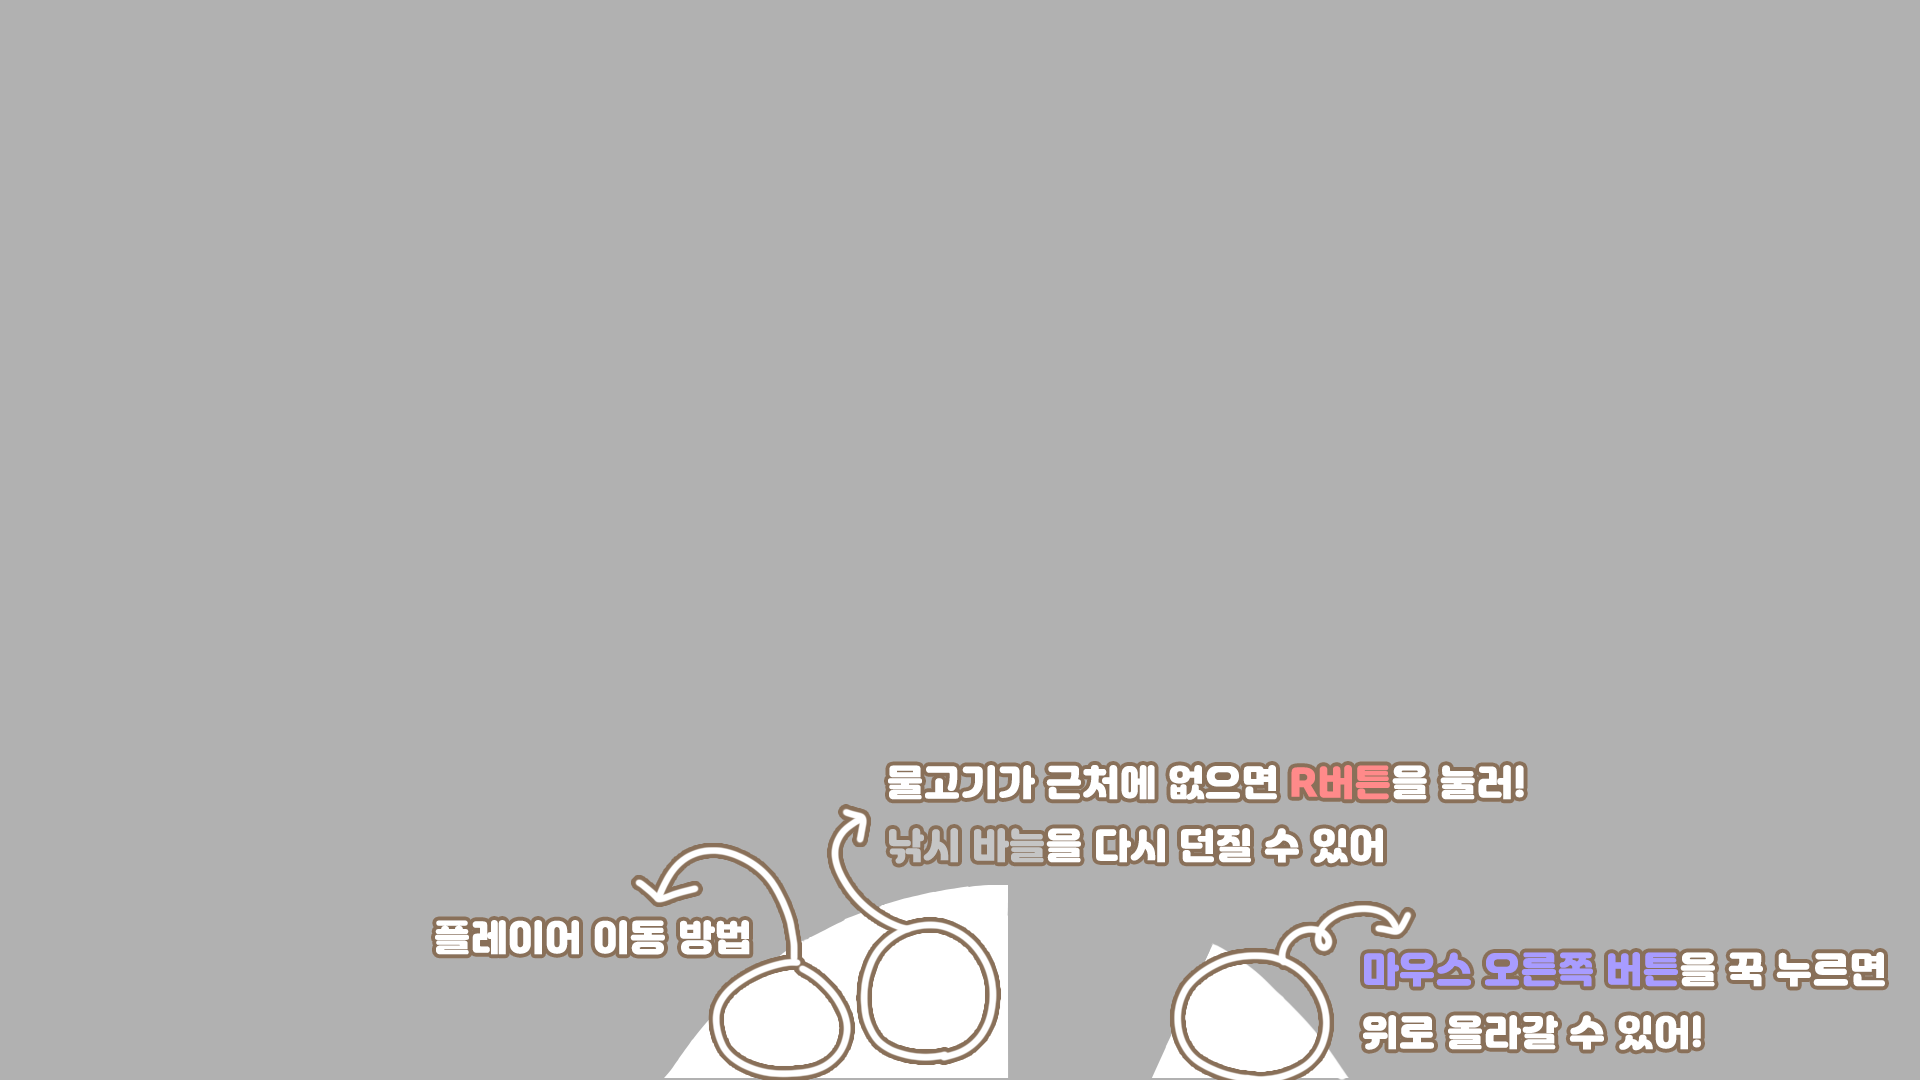 물고기가 근처에 없으면 R버튼을 눌러!
낚시 바늘을 다시 던질 수 있어
플레이어 이동 방법
마우스 오른쪽 버튼을 꾹 누르면
위로 올라갈 수 있어!